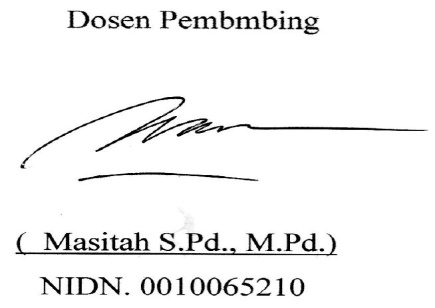 Dosen Pembmbing
( Masitah S.Pd., M.Pd.)
NIDN. 0010065210